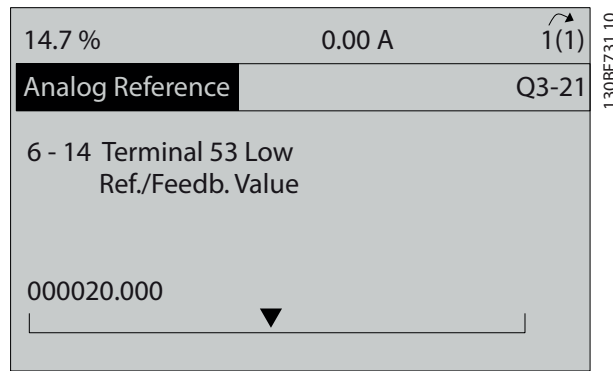 14.7 % 0.00 A 1(1)
Analog Reference Q3-21
6 - 14 Terminal 53 Low
Ref./Feedb. Value
000020.000
130BF731.10